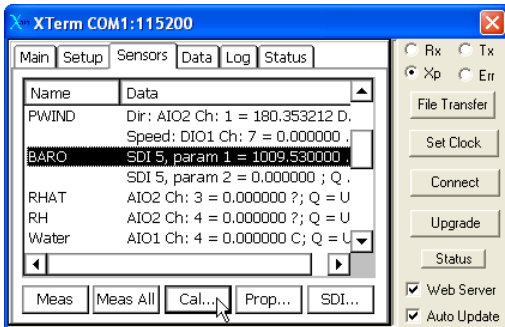 XTerm COM1:115200
Main Setup Sensors Data Log Status
Name Data
PWIND Dir: AIO2 Ch: 1 = 180.353212 D.
Speed: DIO1 Ch: 7 = 0.000000 .
BARO SDI 5, param 1 = 1009.530000 .
SDI 5, param 2 = 0.000000 ; Q .
RHAT AIO2 Ch: 3 = 0.000000 ?; Q = U
RH AIO2 Ch: 4 = 0.000000 ?; Q = U
Water AIO1 Ch: 4 = 0.000000 C; Q = U
Meas Meas All Cal... Prop... SDI...
Rx Tx
Xp Err
File Transfer
Set Clock
Connect
Upgrade
Status
Web Server
Auto Update